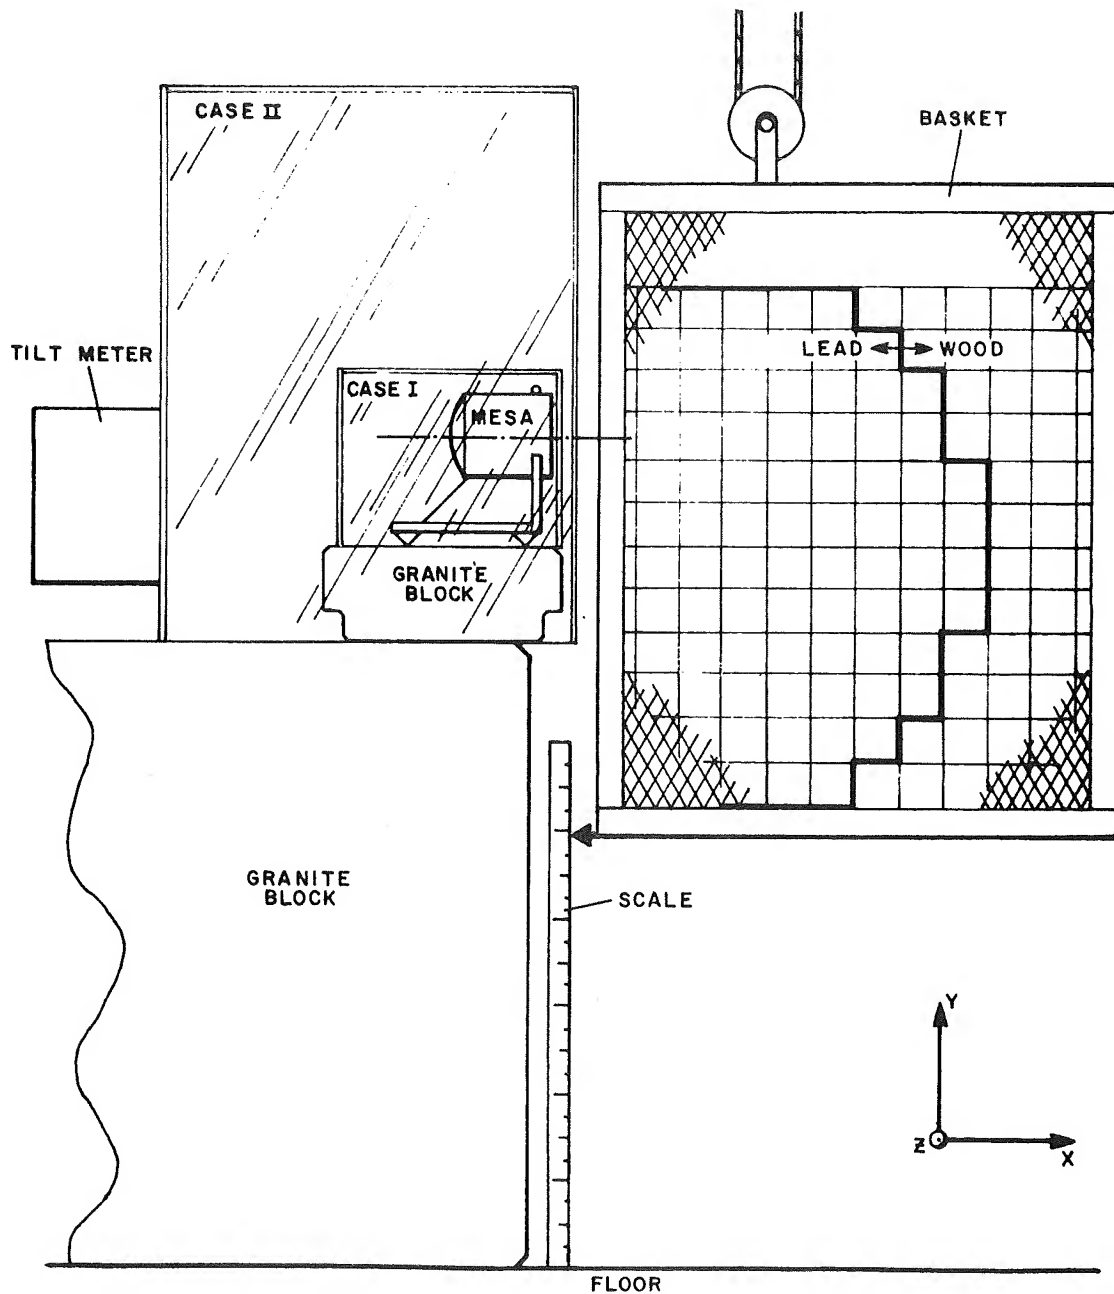 CASE II
BASKET
TILT METER
LEAD
WOOD
CASE I
MESA
GRANITE
BLOCK
GRANITE
BLOCK
SCALE
Y
Z
X
FLOOR